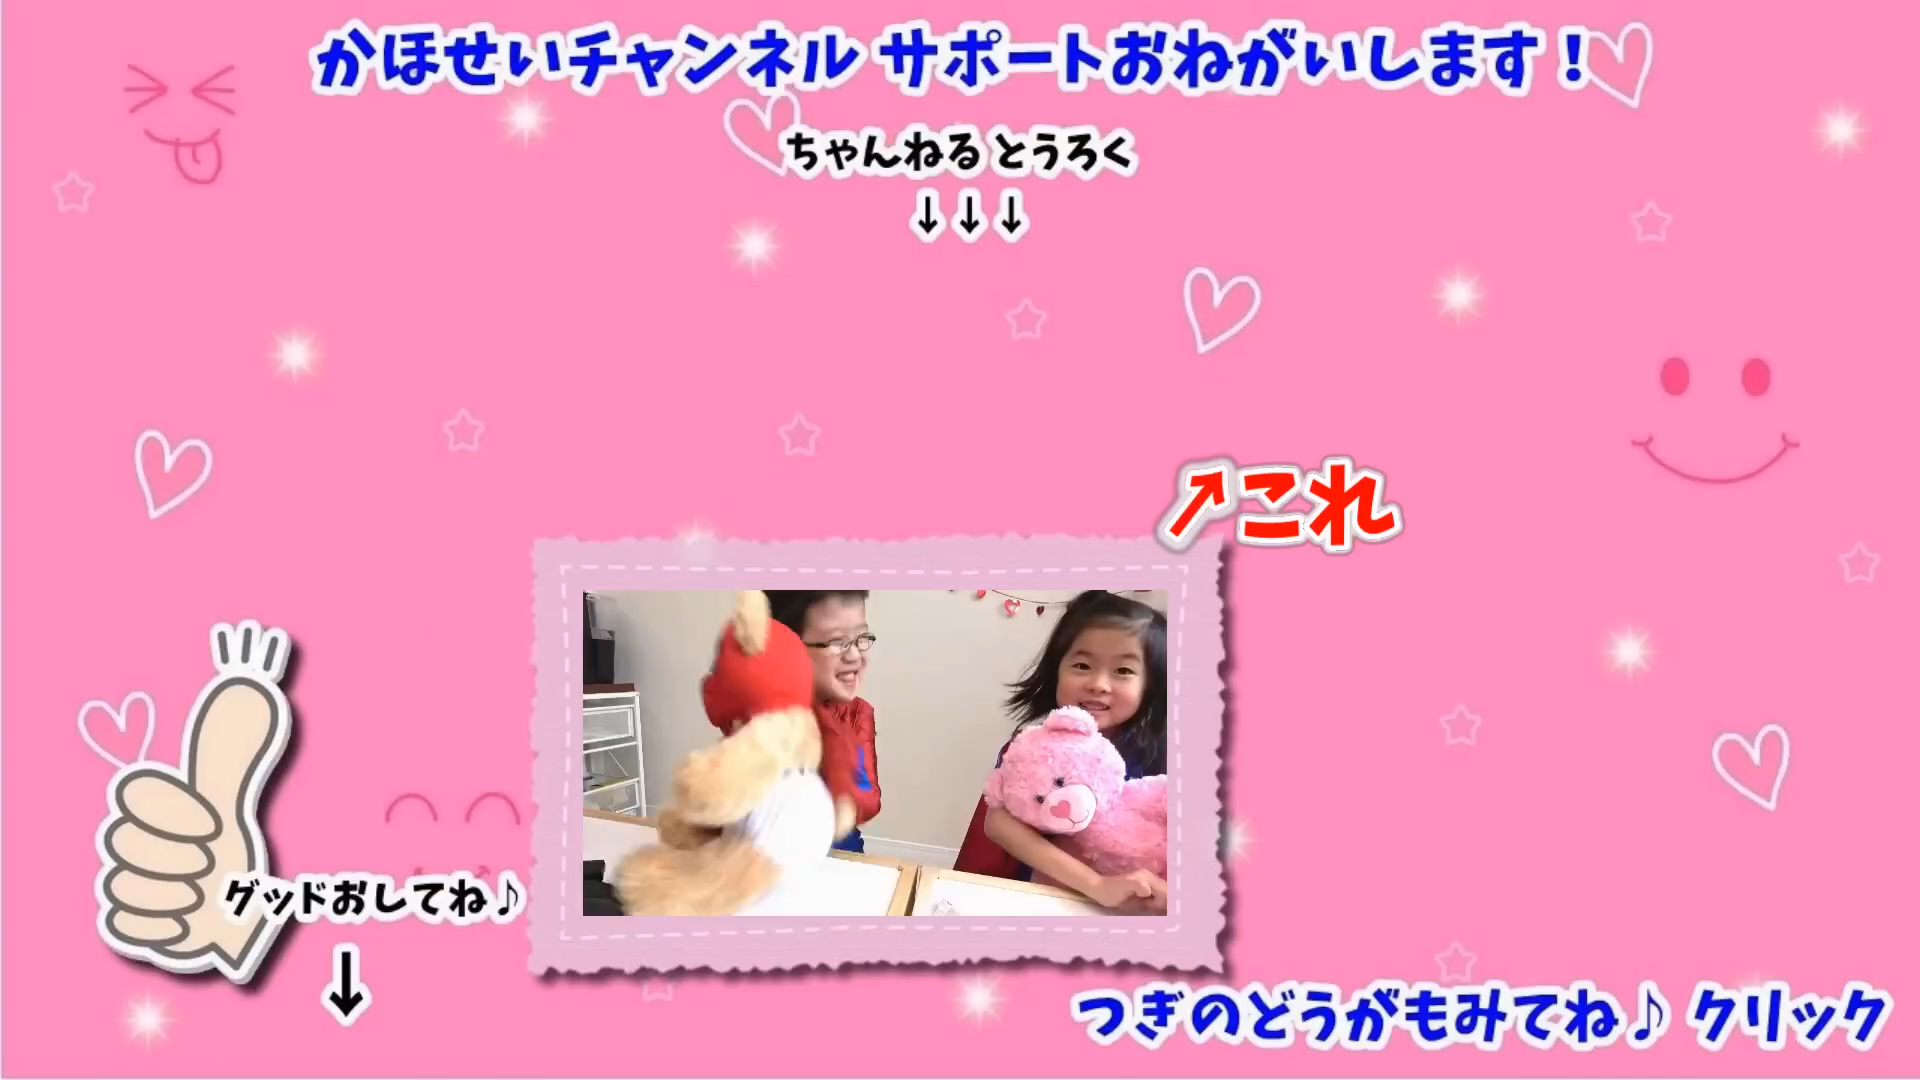 かほせいチャンネル サポートおねがいします！
ちゃんねる とうろく
↓↓↓
↗これ
グッドおしてね♪
↓
つぎのどうがもみてね♪ クリック